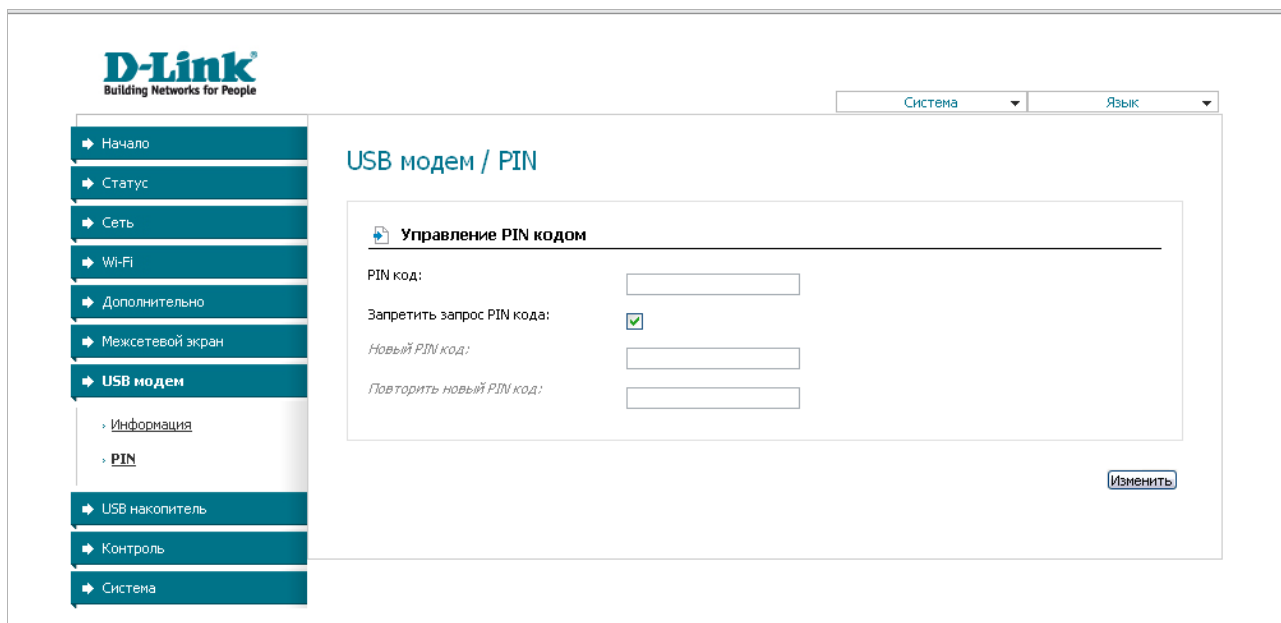 D-Link
Building Networks for People
Система
Язык
Начало
Статус
Сеть
Wi-Fi
Дополнительно
Межсетевой экран
USB модем
Информация
PIN
USB накопитель
Контроль
Система
USB модем / PIN
Управление PIN кодом
PIN код:
Запретить запрос PIN кода:
Новый PIN код:
Повторить новый PIN код:
Изменить